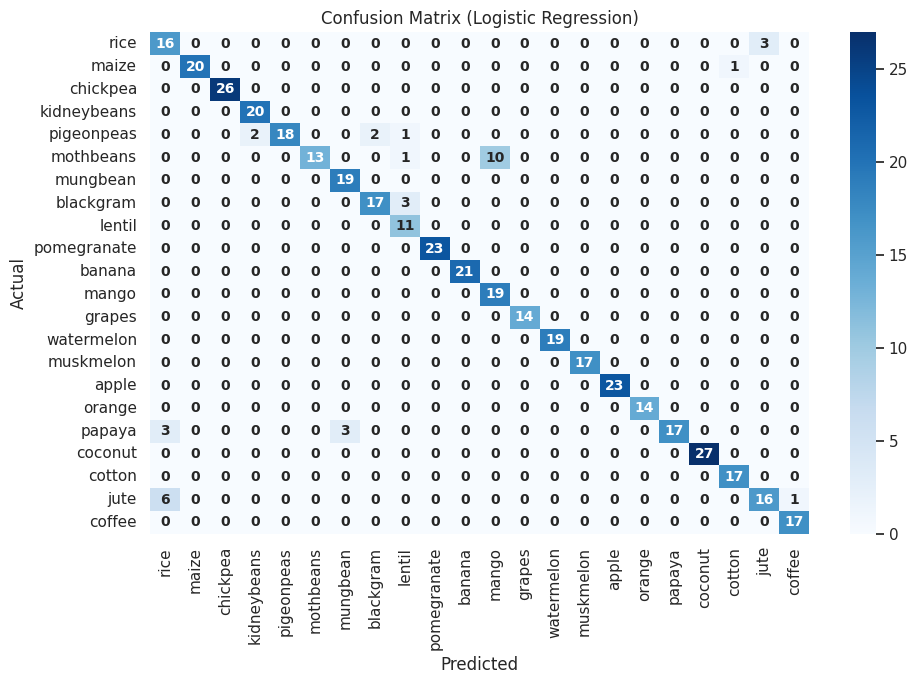 Confusion Matrix (Logistic Regression)
Actual
rice 16 0 0 0 0 0 0 0 0 0 0 0 0 0 0 0 0 0 0 0 3 0
maize 0 20 0 0 0 0 0 0 0 0 0 0 0 0 0 0 0 0 0 1 0 0
chickpea 0 0 26 0 0 0 0 0 0 0 0 0 0 0 0 0 0 0 0 0 0 0
kidneybeans 0 0 0 20 0 0 0 0 0 0 0 0 0 0 0 0 0 0 0 0 0 0
pigeonpeas 0 0 0 2 18 0 0 2 1 0 0 0 0 0 0 0 0 0 0 0 0 0
mothbeans 0 0 0 0 0 13 0 0 1 0 0 10 0 0 0 0 0 0 0 0 0 0
mungbean 0 0 0 0 0 0 19 0 0 0 0 0 0 0 0 0 0 0 0 0 0 0
blackgram 0 0 0 0 0 0 0 17 3 0 0 0 0 0 0 0 0 0 0 0 0 0
lentil 0 0 0 0 0 0 0 0 11 0 0 0 0 0 0 0 0 0 0 0 0 0
pomegranate 0 0 0 0 0 0 0 0 0 23 0 0 0 0 0 0 0 0 0 0 0 0
banana 0 0 0 0 0 0 0 0 0 0 21 0 0 0 0 0 0 0 0 0 0 0
mango 0 0 0 0 0 0 0 0 0 0 0 19 0 0 0 0 0 0 0 0 0 0
grapes 0 0 0 0 0 0 0 0 0 0 0 0 14 0 0 0 0 0 0 0 0 0
watermelon 0 0 0 0 0 0 0 0 0 0 0 0 0 19 0 0 0 0 0 0 0 0
muskmelon 0 0 0 0 0 0 0 0 0 0 0 0 0 0 17 0 0 0 0 0 0 0
apple 0 0 0 0 0 0 0 0 0 0 0 0 0 0 0 23 0 0 0 0 0 0
orange 0 0 0 0 0 0 0 0 0 0 0 0 0 0 0 0 14 0 0 0 0 0
papaya 3 0 0 0 0 0 3 0 0 0 0 0 0 0 0 0 0 17 0 0 0 0
coconut 0 0 0 0 0 0 0 0 0 0 0 0 0 0 0 0 0 0 27 0 0 0
cotton 0 0 0 0 0 0 0 0 0 0 0 0 0 0 0 0 0 0 0 17 0 0
jute 6 0 0 0 0 0 0 0 0 0 0 0 0 0 0 0 0 0 0 0 16 1
coffee 0 0 0 0 0 0 0 0 0 0 0 0 0 0 0 0 0 0 0 0 0 17
rice maize chickpea kidneybeans pigeonpeas mothbeans mungbean blackgram lentil pomegranate banana mango grapes watermelon muskmelon apple orange papaya coconut cotton jute coffee
Predicted
25
20
15
10
5
0